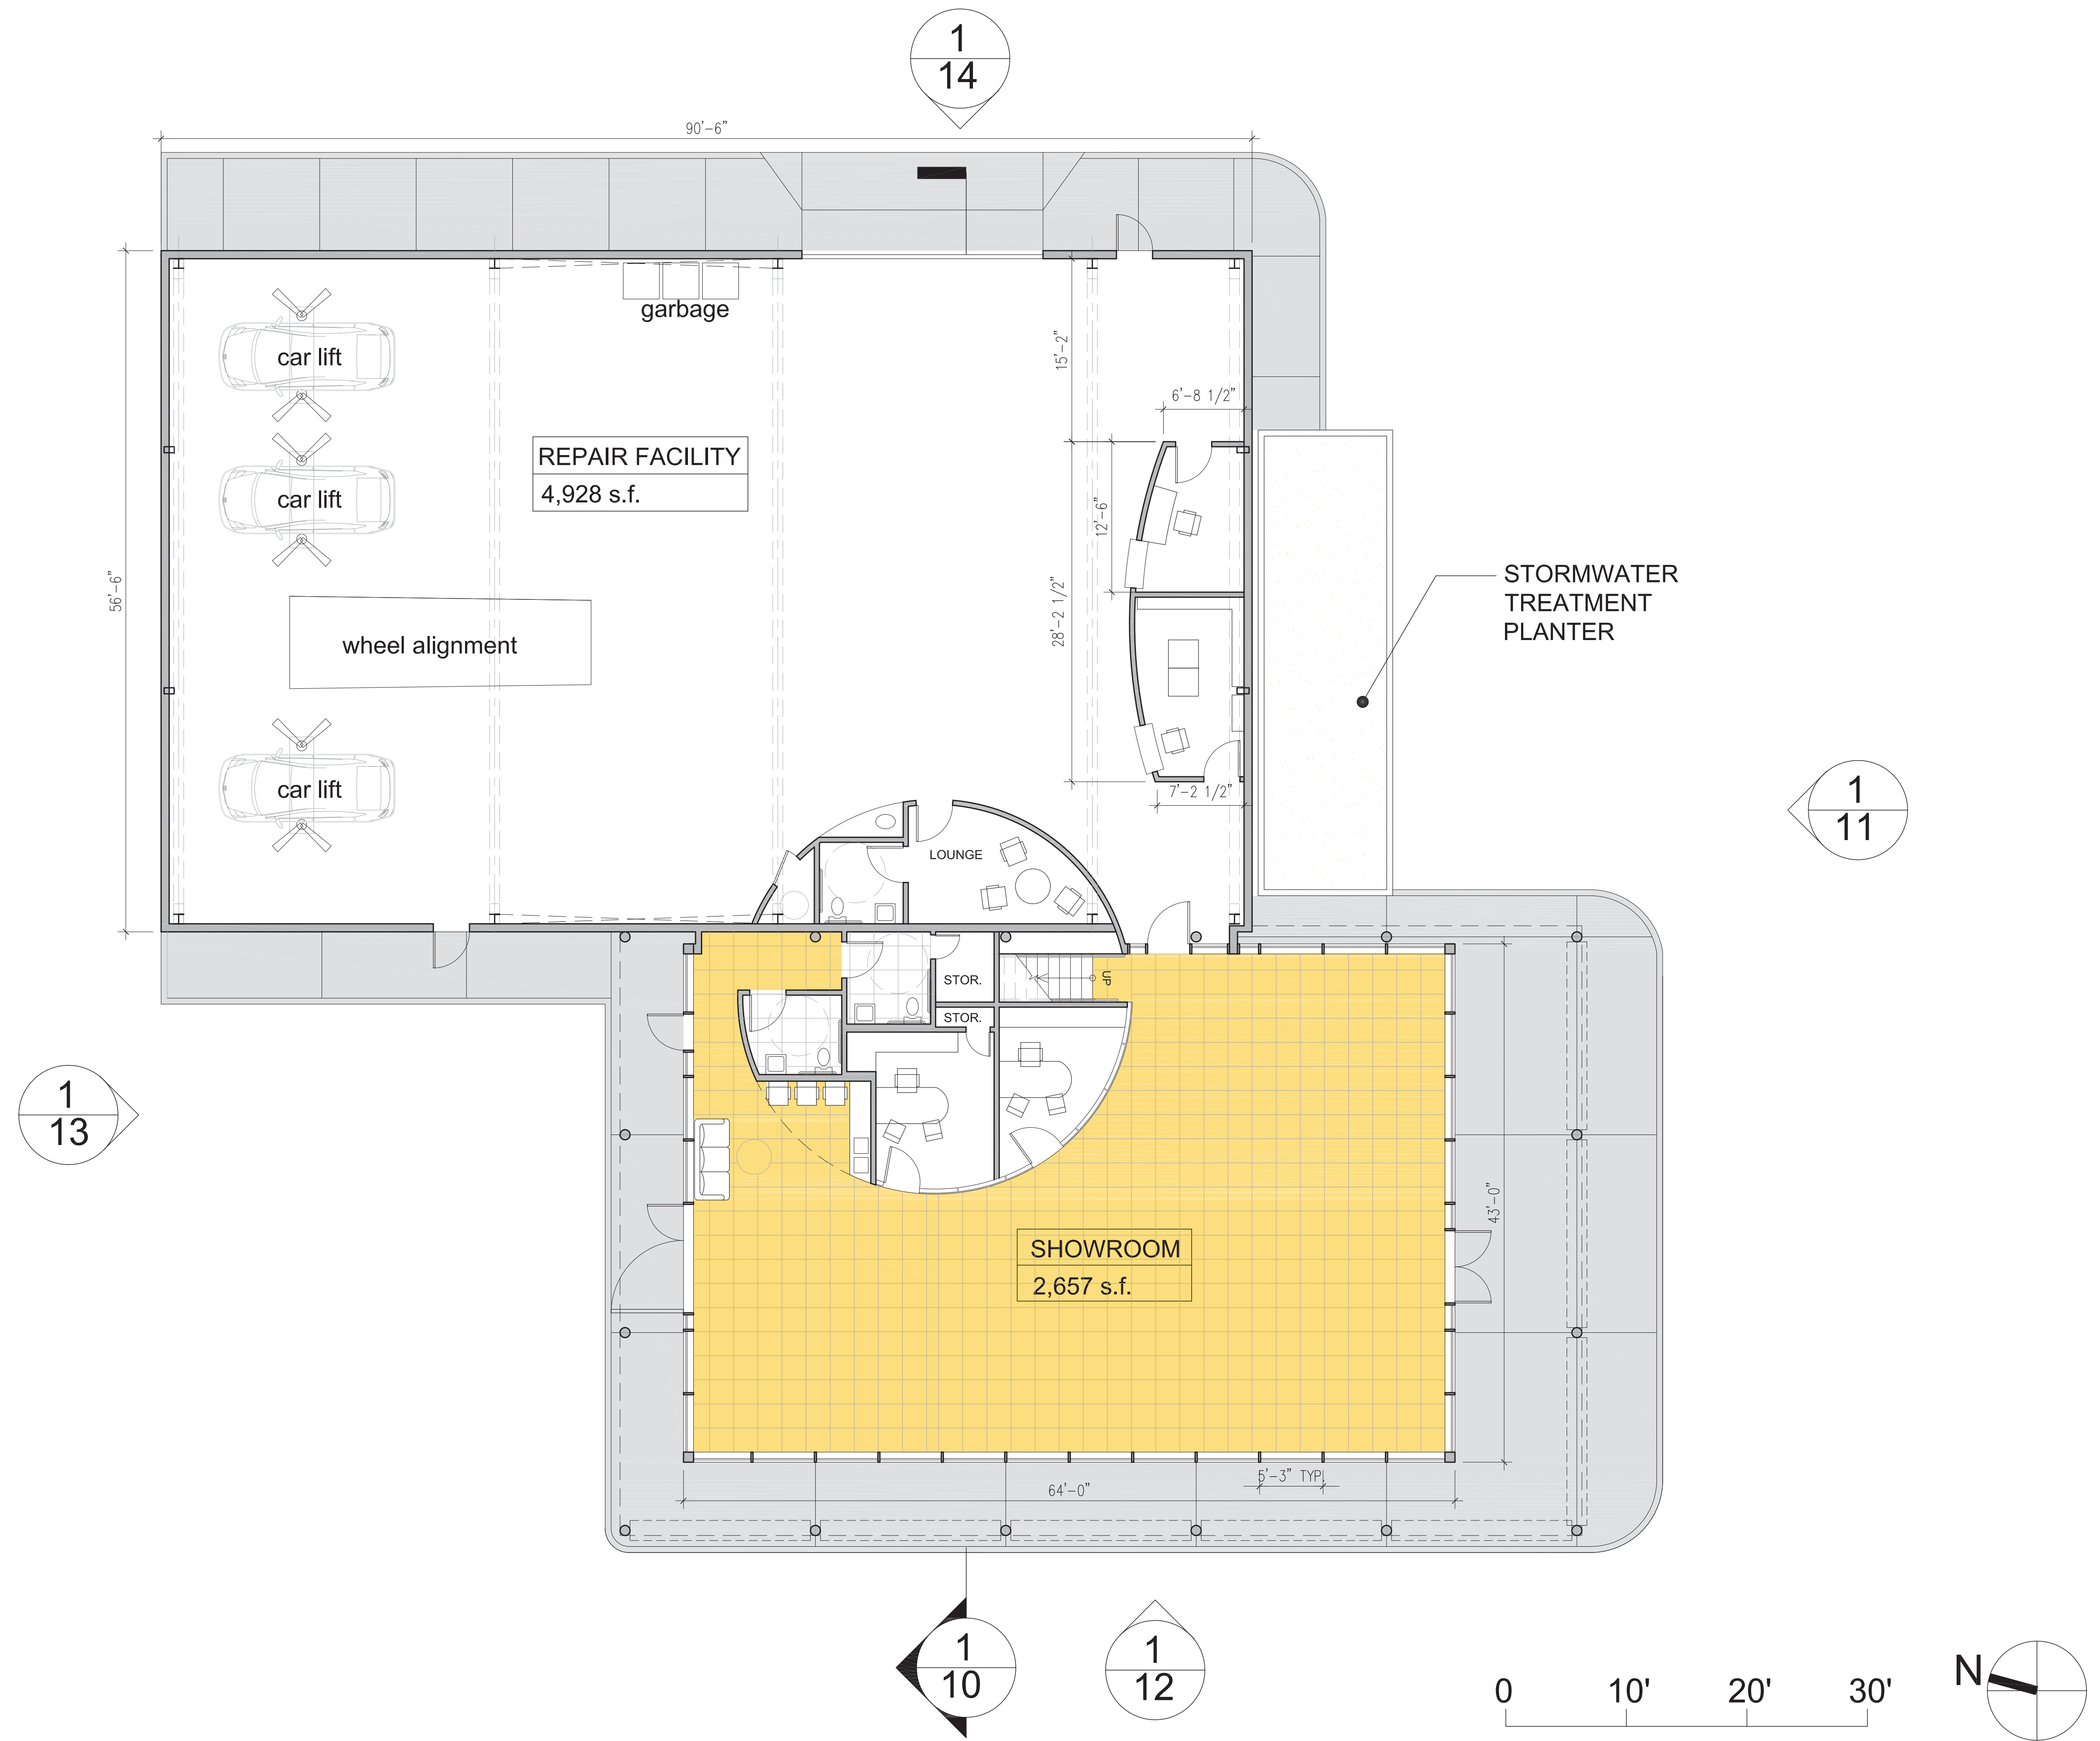 1
14
90'-6"
garbage
car lift
15'-2"
6'-8 1/2"
REPAIR FACILITY
4,928 s.f.
car lift
12'-6"
56'-6"
28'-2 1/2"
STORMWATER
TREATMENT
PLANTER
wheel alignment
car lift
7'-2 1/2"
1
11
LOUNGE
STOR.
UP
STOR.
1
13
43'-0"
SHOWROOM
2,657 s.f.
5'-3" TYP.
64'-0"
1
10
1
12
0 10' 20' 30'
N